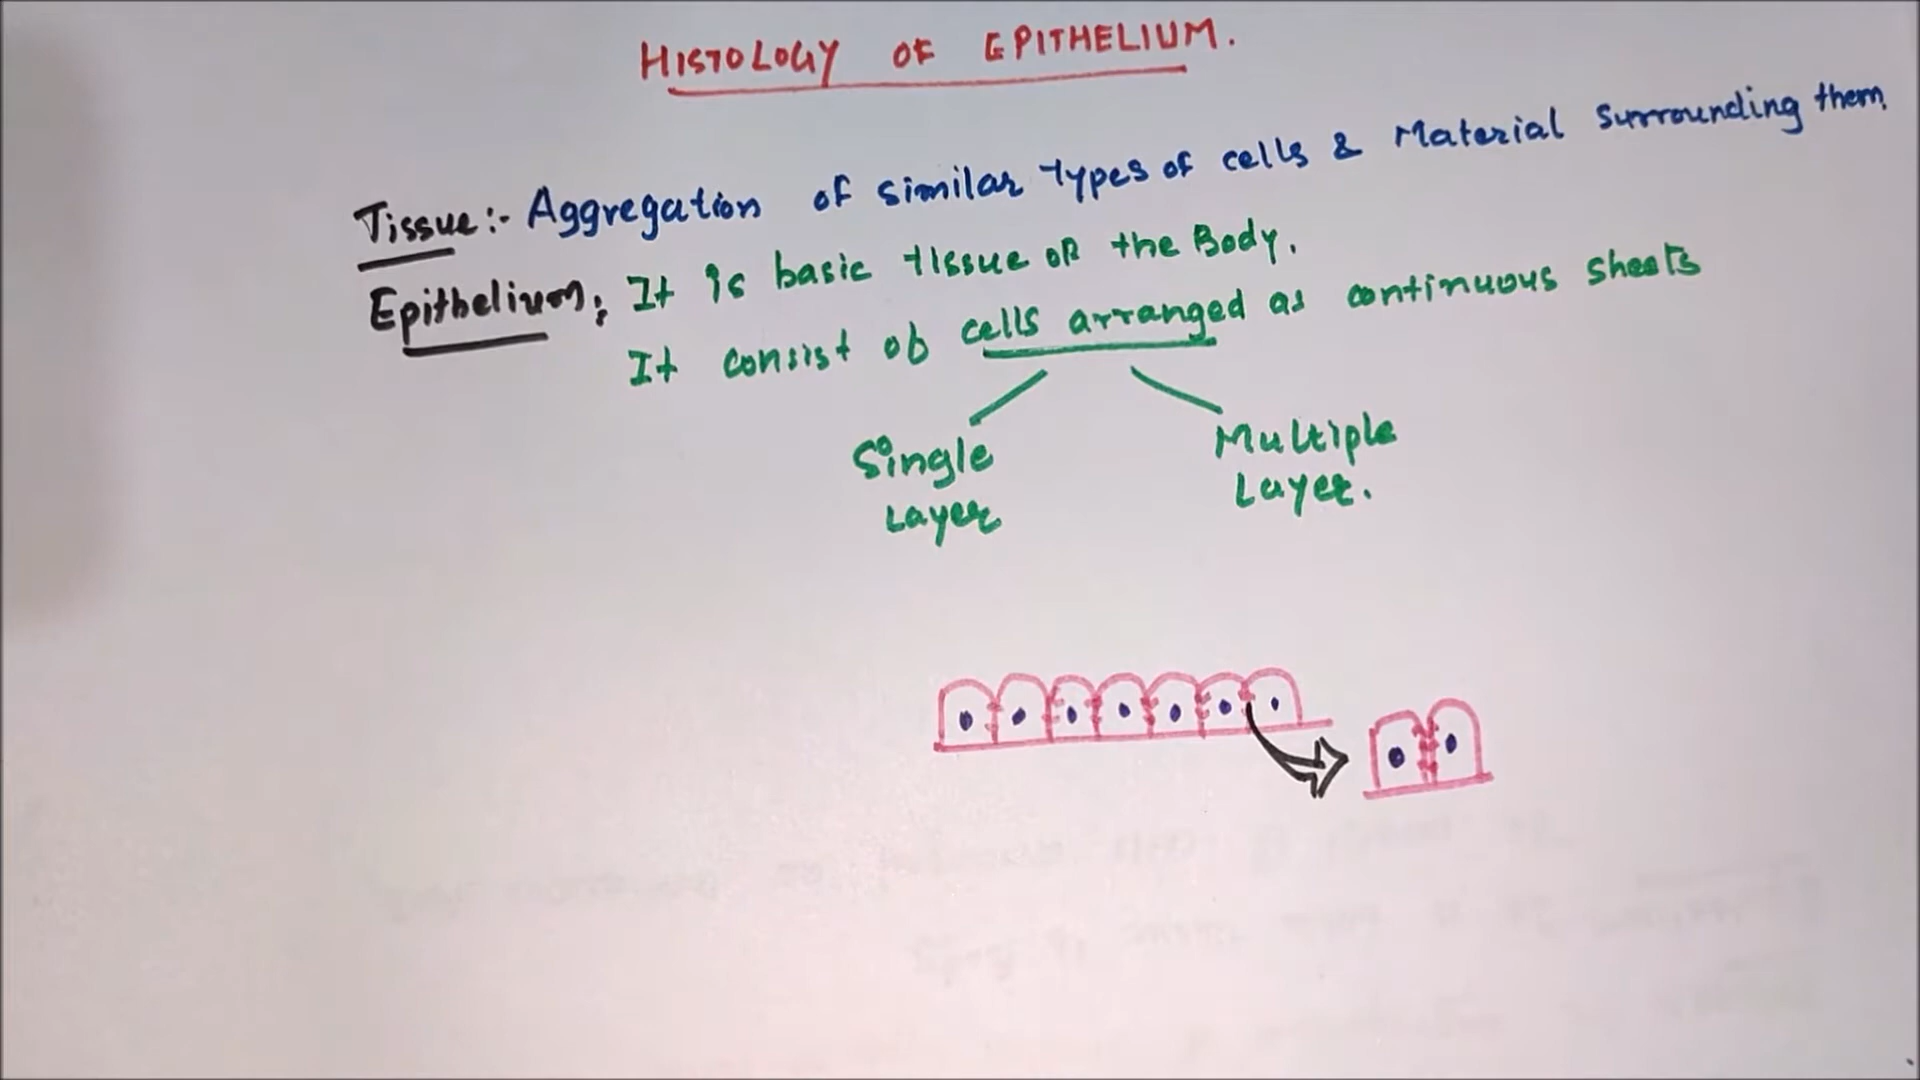 HISTOLOGY OF EPITHELIUM.
Tissue:- Aggregation of similar Types of cells & Material surrounding them.
Epithelium: It is basic tissue of the Body.
It consist of cells arranged as continuous sheets
Single
Layer
Multiple
Layer.